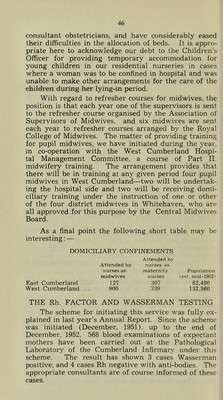 46
consultant obstetricians, and have considerably eased
their difficulties in the allocation of beds. It is appro-
priate here to acknowledge our debt to the Children's
Officer for providing temporary accommodation for
young children in our residential nurseries in cases
where a woman was to be confined in hospital and was
unable to make other arrangements for the care of the
children during her lying-in period.
With regard to refresher courses for midwives, the
position is that each year one of the supervisors is sent
to the refresher course organised by the Association of
Supervisors of Midwives, and six midwives are sent
each year to refresher courses arranged by the Royal
College of Midwives. The matter of providing training
for pupil midwives, we have initiated during the year,
in co-operation with the West Cumberland Hospi-
tal Management Committee, a course of Part II.
midwifery training. The arrangement provides that
there will be in training at any given period four pupil
midwives in West Cumberland—two will be undertak-
ing the hospital side and two will be receiving domi-
ciliary training under the instruction of one or other
of the four district midwives in Whitehaven, who are
all approved for this purpose by the Central Midwives
Board.
As a final point the following short table may be
interesting:—
DOMICILIARY CONFINEMENTS
Attended by nurses as midwives
Attended by nurses as maternity nurses
Population (est. mid-1952)
East Cumberland 127 307 82,490
West Cumberland 800 339 132,560
THE Rh. FACTOR AND WASSERMAN TESTING
The scheme for initiating this service was fully ex-
plained in last year's Annual Report. Since the scheme
was initiated (December, 1951), up to the end of
December, 1952, 568 blood examinations of expectant
mothers have been carried out at the Pathological
Laboratory of the Cumberland Infirmary under this
scheme. The result has shown 3 cases Wasserman
positive, and 4 cases Rh negative with anti-bodies. The
appropriate consultants are of course informed of these
cases.